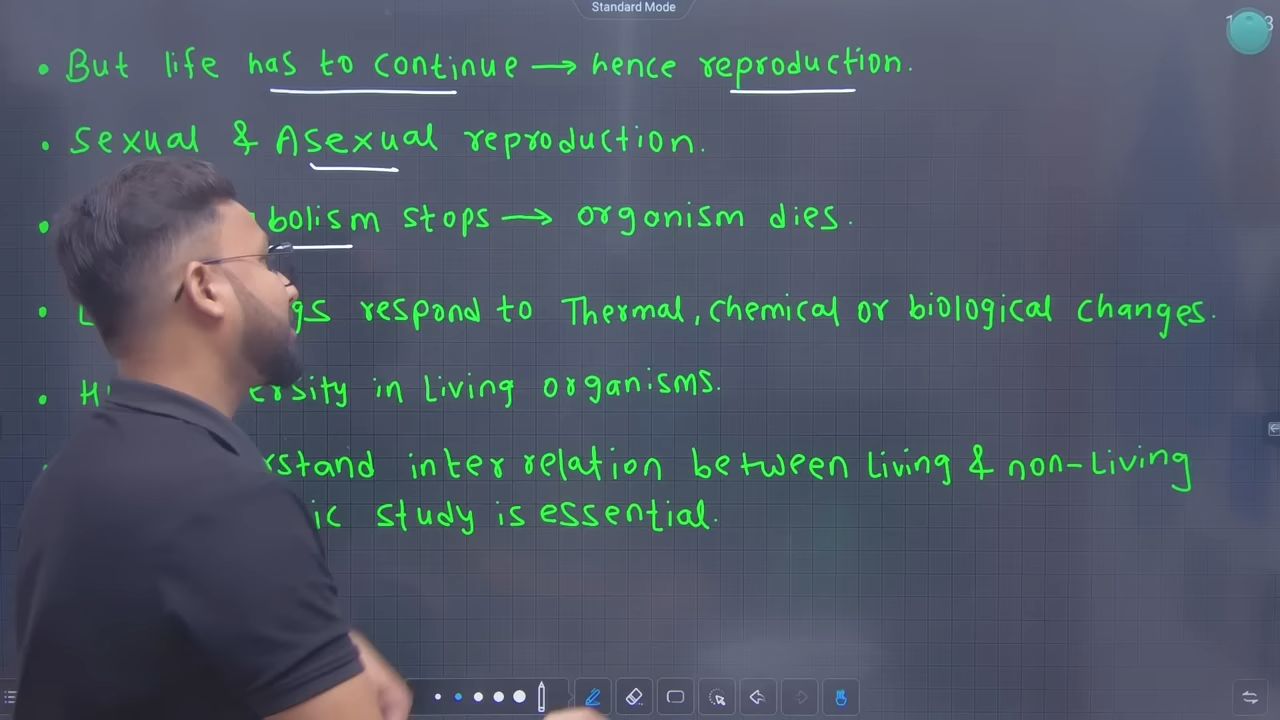 Standard Mode
• But life has to continue → hence reproduction.
• Sexual & Asexual reproduction.
• bolism stops → organism dies.
• gs respond to Thermal, chemical or biological changes.
• ersity in Living organisms.
rstand inter relation between Living & non-Living
ic study is essential.